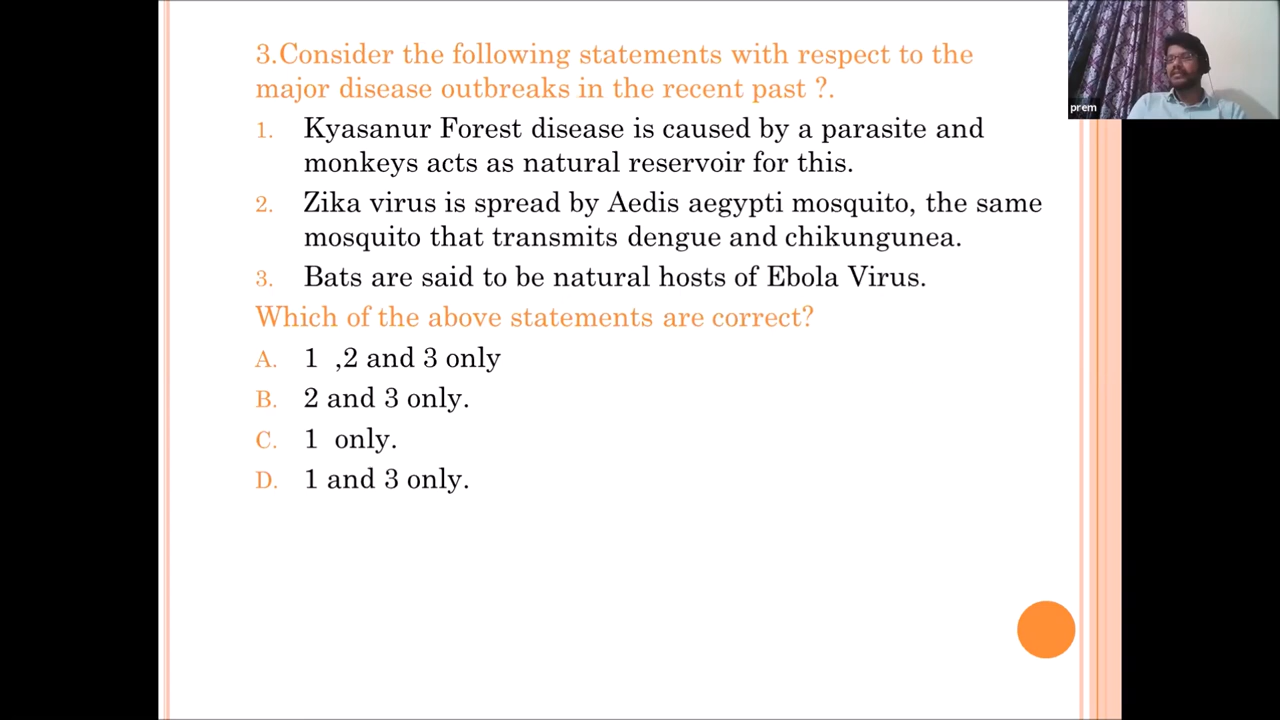 3.Consider the following statements with respect to the
major disease outbreaks in the recent past ?.
1. Kyasanur Forest disease is caused by a parasite and
monkeys acts as natural reservoir for this.
2. Zika virus is spread by Aedis aegypti mosquito, the same
mosquito that transmits dengue and chikungunea.
3. Bats are said to be natural hosts of Ebola Virus.
Which of the above statements are correct?
A. 1 ,2 and 3 only
B. 2 and 3 only.
C. 1 only.
D. 1 and 3 only.
prem